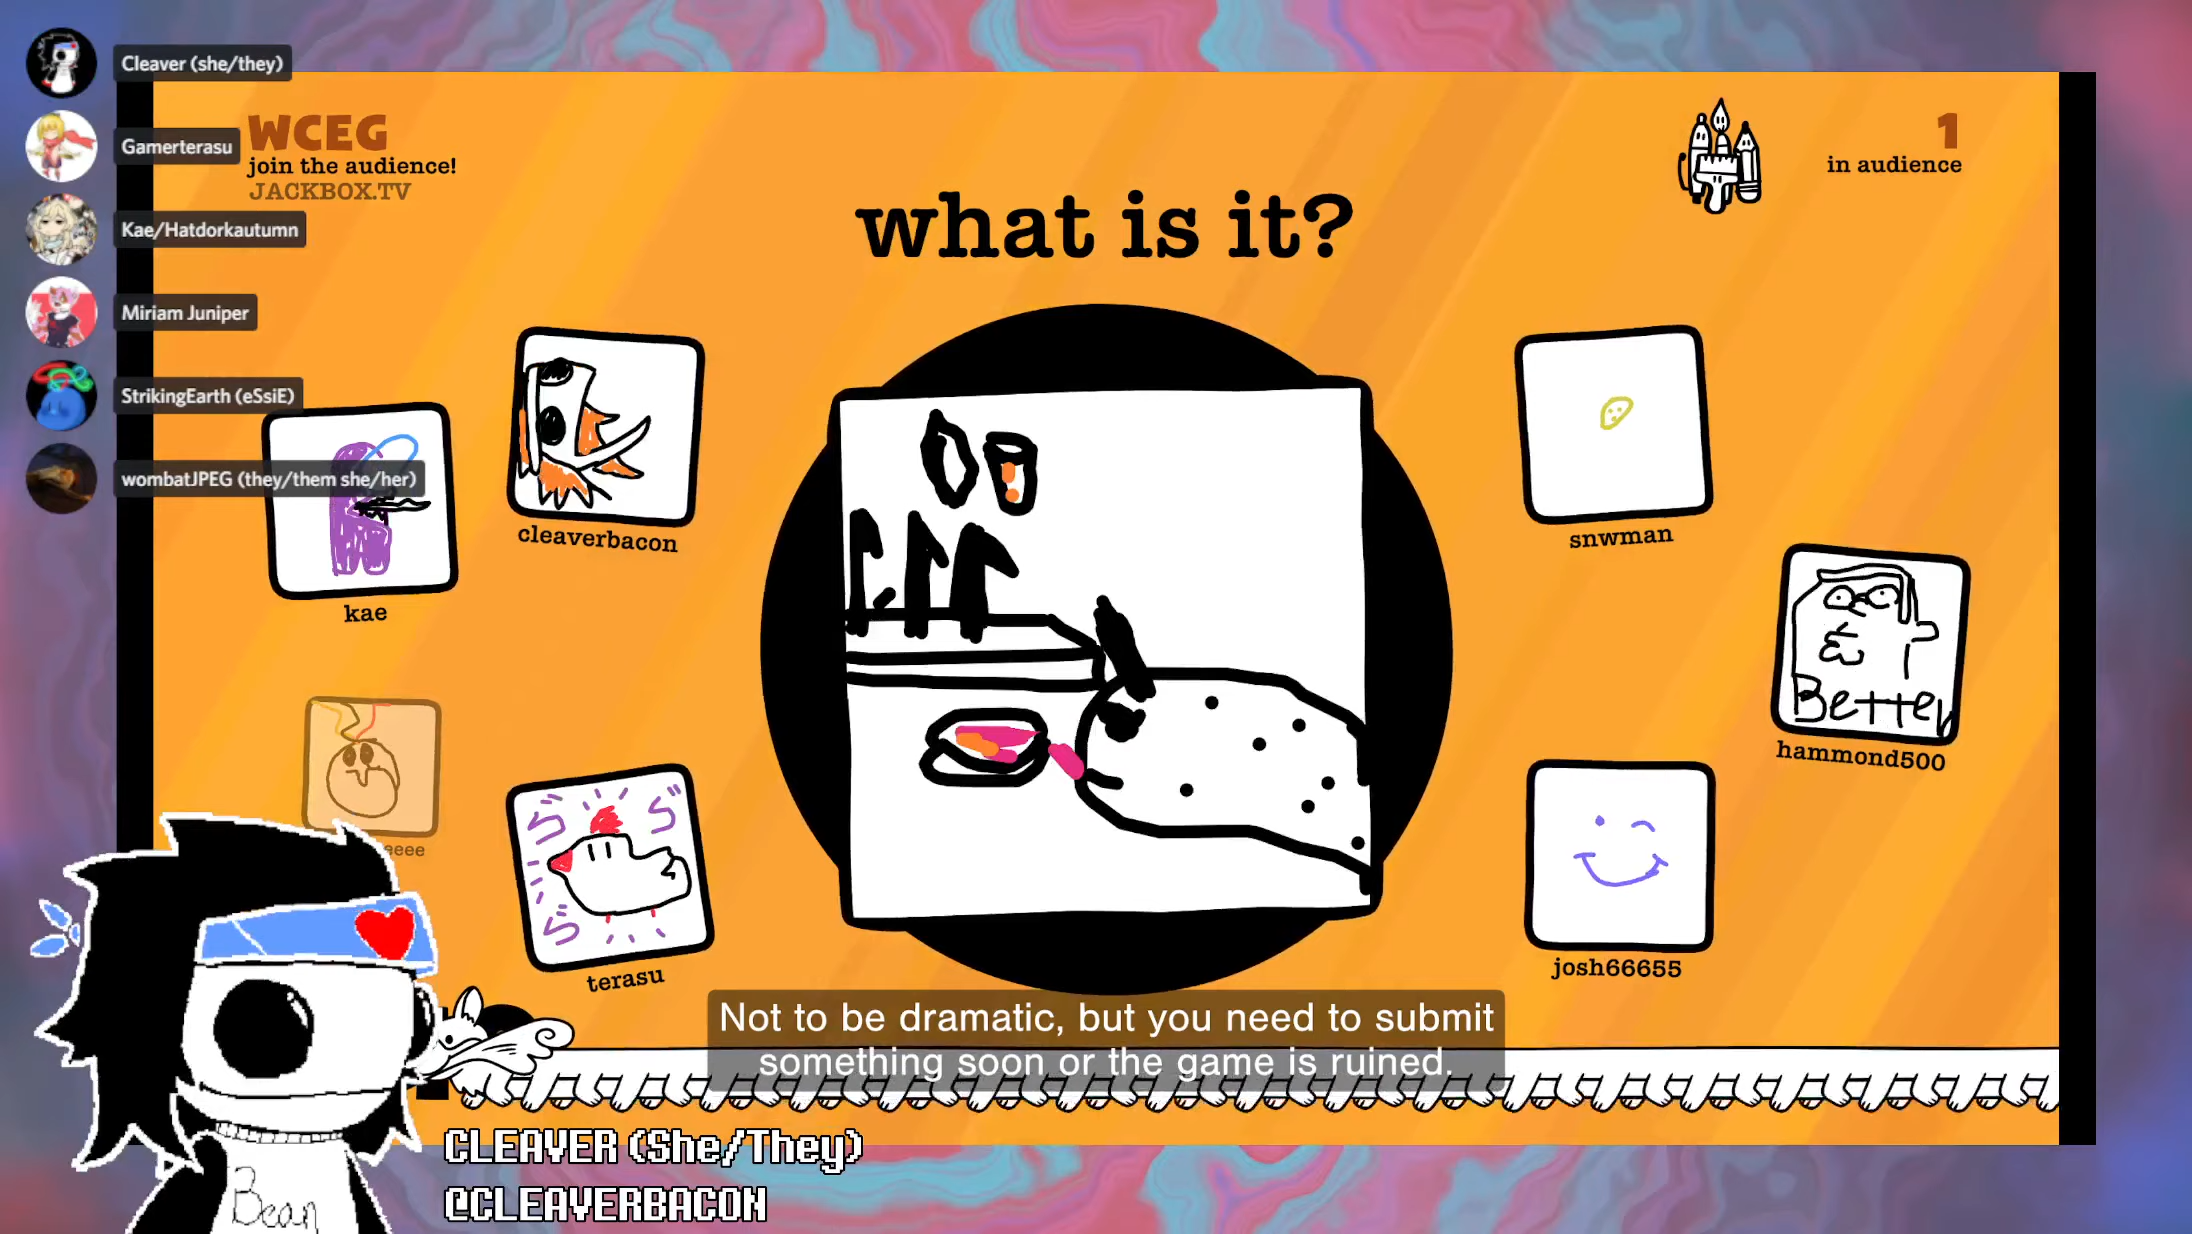 Cleaver (she/they)
Gamerterasu
Kae/Hatdorkautumn
Miriam Juniper
StrikingEarth (eSsiE)
wombatJPEG (they/them she/her)
WCEG
join the audience!
JACKBOX.TV
1
in audience
what is it?
cleaverbacon
kae
terasu
snwman
Better
hammond500
josh66655
Not to be dramatic, but you need to submit
something soon or the game is ruined.
Bean
CLEAVER (She/They)
@CLEAVERBACON